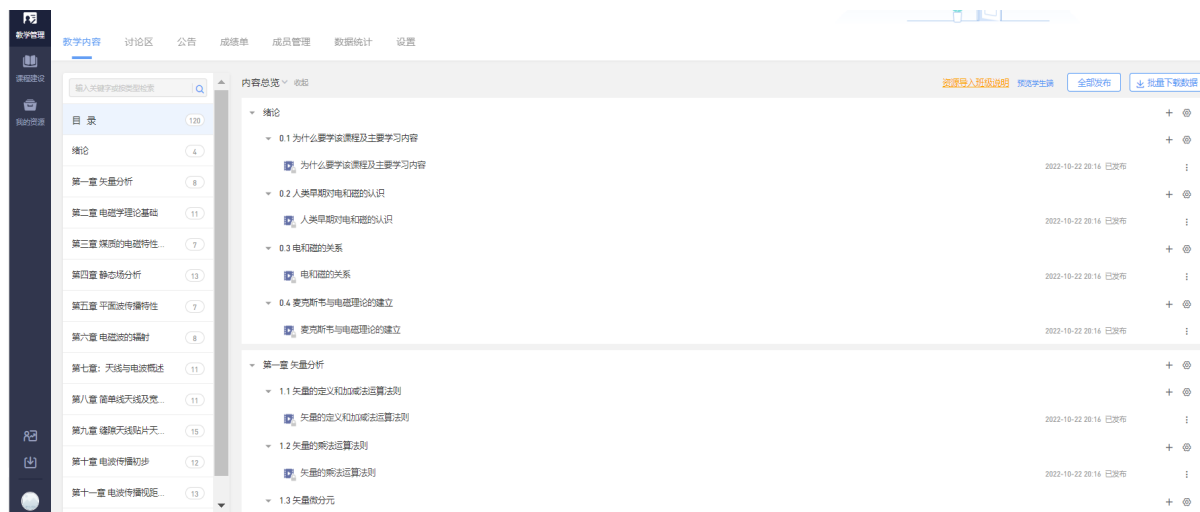 教学管理
课程建设
我的资源
教学内容 讨论区 公告 成绩单 成员管理 数据统计 设置
输入关键字或按类型检索
目 录 120
绪论 4
第一章 矢量分析 8
第二章 电磁学理论基础 11
第三章 媒质的电磁特性... 7
第四章 静态场分析 13
第五章 平面波传播特性 7
第六章 电磁波的辐射 8
第七章：天线与电波概述 11
第八章 简单线天线及宽... 11
第九章 缝隙天线贴片天... 15
第十章 电波传播初步 12
第十一章 电波传播视距... 13
内容总览 收起 资源导入班级说明 预览学生端 全部发布 批量下载数据
绪论
0.1 为什么要学该课程及主要学习内容
为什么要学该课程及主要学习内容 2022-10-22 20:16 已发布
0.2 人类早期对电和磁的认识
人类早期对电和磁的认识 2022-10-22 20:16 已发布
0.3 电和磁的关系
电和磁的关系 2022-10-22 20:16 已发布
0.4 麦克斯韦与电磁理论的建立
麦克斯韦与电磁理论的建立 2022-10-22 20:16 已发布
第一章 矢量分析
1.1 矢量的定义和加减法运算法则
矢量的定义和加减法运算法则 2022-10-22 20:16 已发布
1.2 矢量的乘法运算法则
矢量的乘法运算法则 2022-10-22 20:16 已发布
1.3 矢量微分元